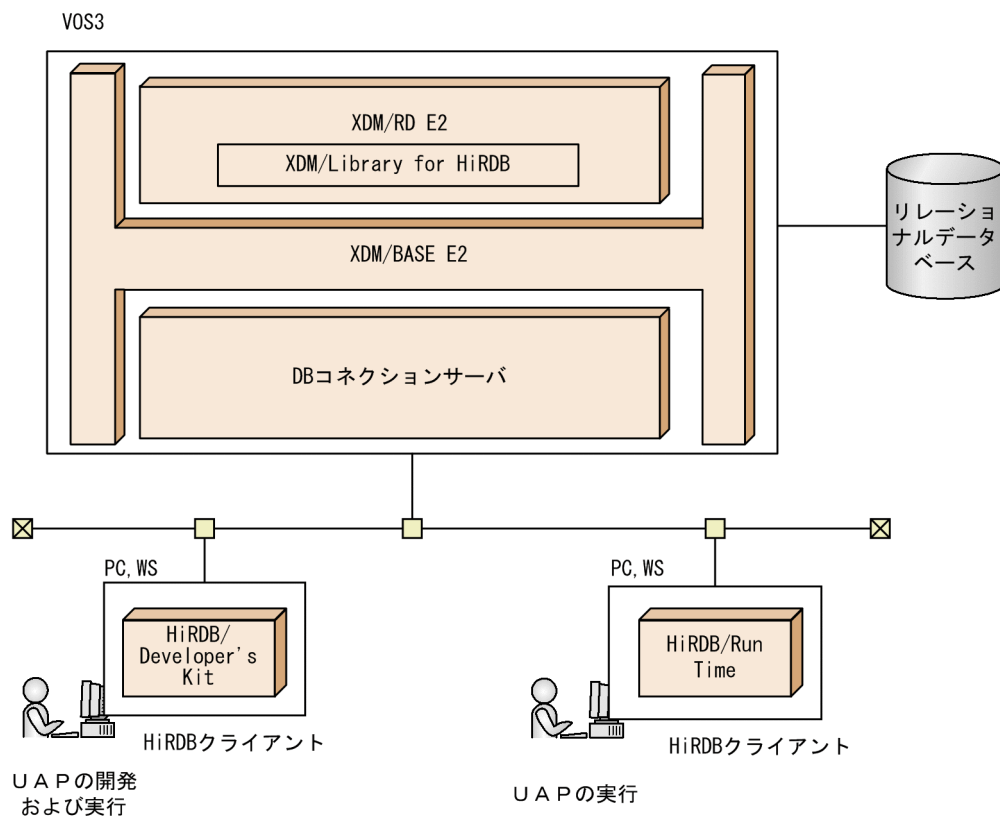 VOS3
XDM/RD E2
XDM/Library for HiRDB
XDM/BASE E2
DBコネクションサーバ
リレーショ
ナルデータ
ベース
PC,WS
HiRDB/
Developer's
Kit
HiRDBクライアント
UAPの開発
および実行
PC,WS
HiRDB/Run
Time
HiRDBクライアント
UAPの実行